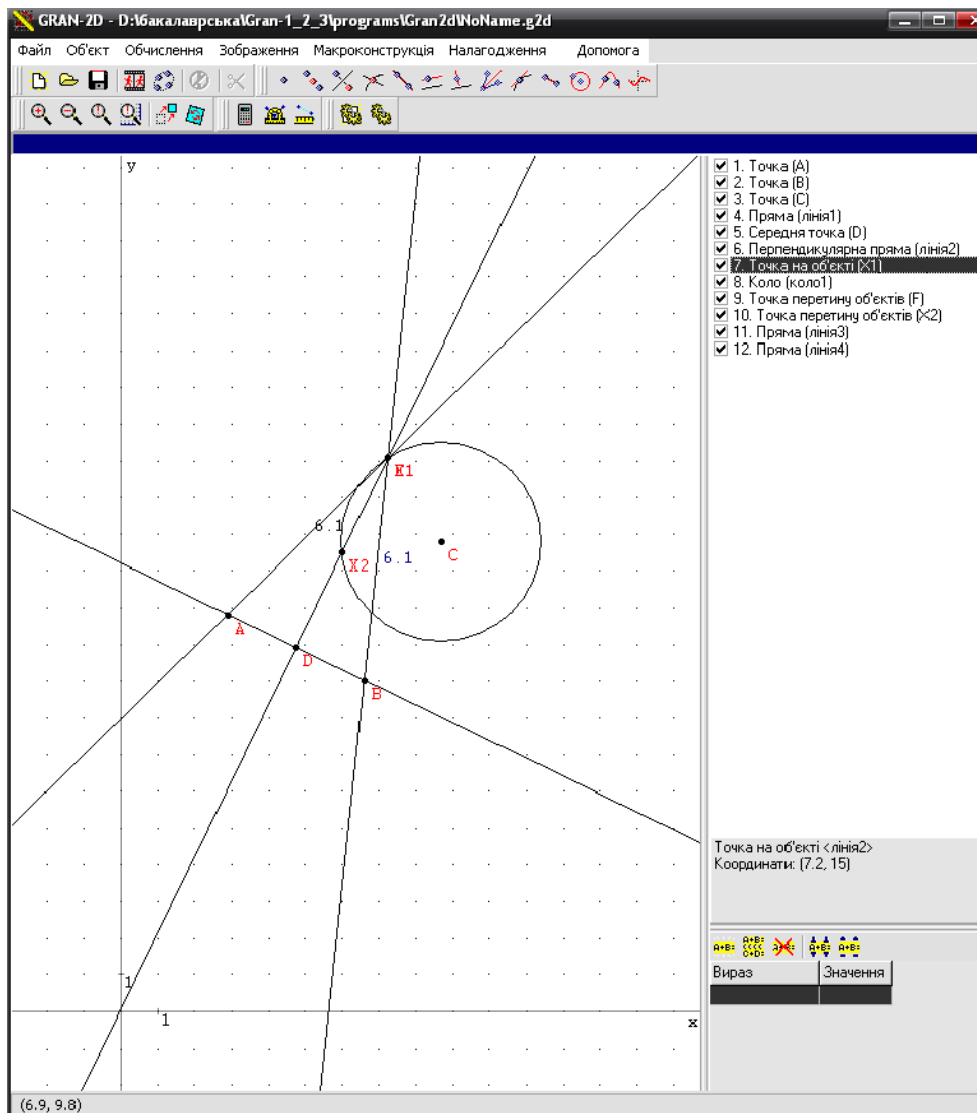 GRAN-2D - D:\бакалаврська\Gran-1_2_3\programs\Gran2d\NoName.g2d
Файл Об'єкт Обчислення Зображення Макроконструкція Налагодження Допомога
y
E1
6.1
6.1
X2
C
A
D
B
1
1
x
1. Точка (A)
2. Точка (B)
3. Точка (C)
4. Пряма (лінія1)
5. Середня точка (D)
6. Перпендикулярна пряма (лінія2)
7. Точка на об'єкті (X1)
8. Коло (коло1)
9. Точка перетину об'єктів (F)
10. Точка перетину об'єктів (X2)
11. Пряма (лінія3)
12. Пряма (лінія4)
Точка на об'єкті <лінія2>
Координати: (7.2, 15)
Вираз Значення
(6.9, 9.8)